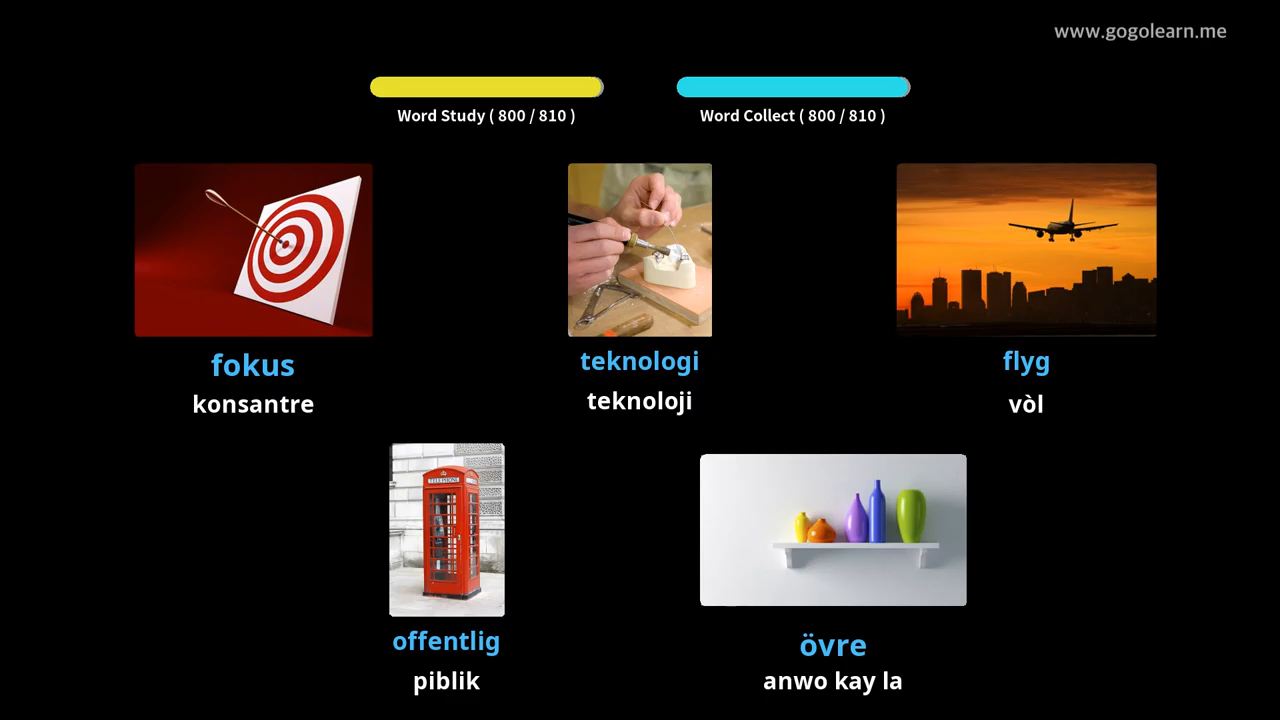 www.gogolearn.me
Word Study ( 800 / 810 )
Word Collect ( 800 / 810 )
fokus
konsantre
teknologi
teknoloji
flyg
vòl
TELEPHONE
offentlig
piblik
övre
anwo kay la